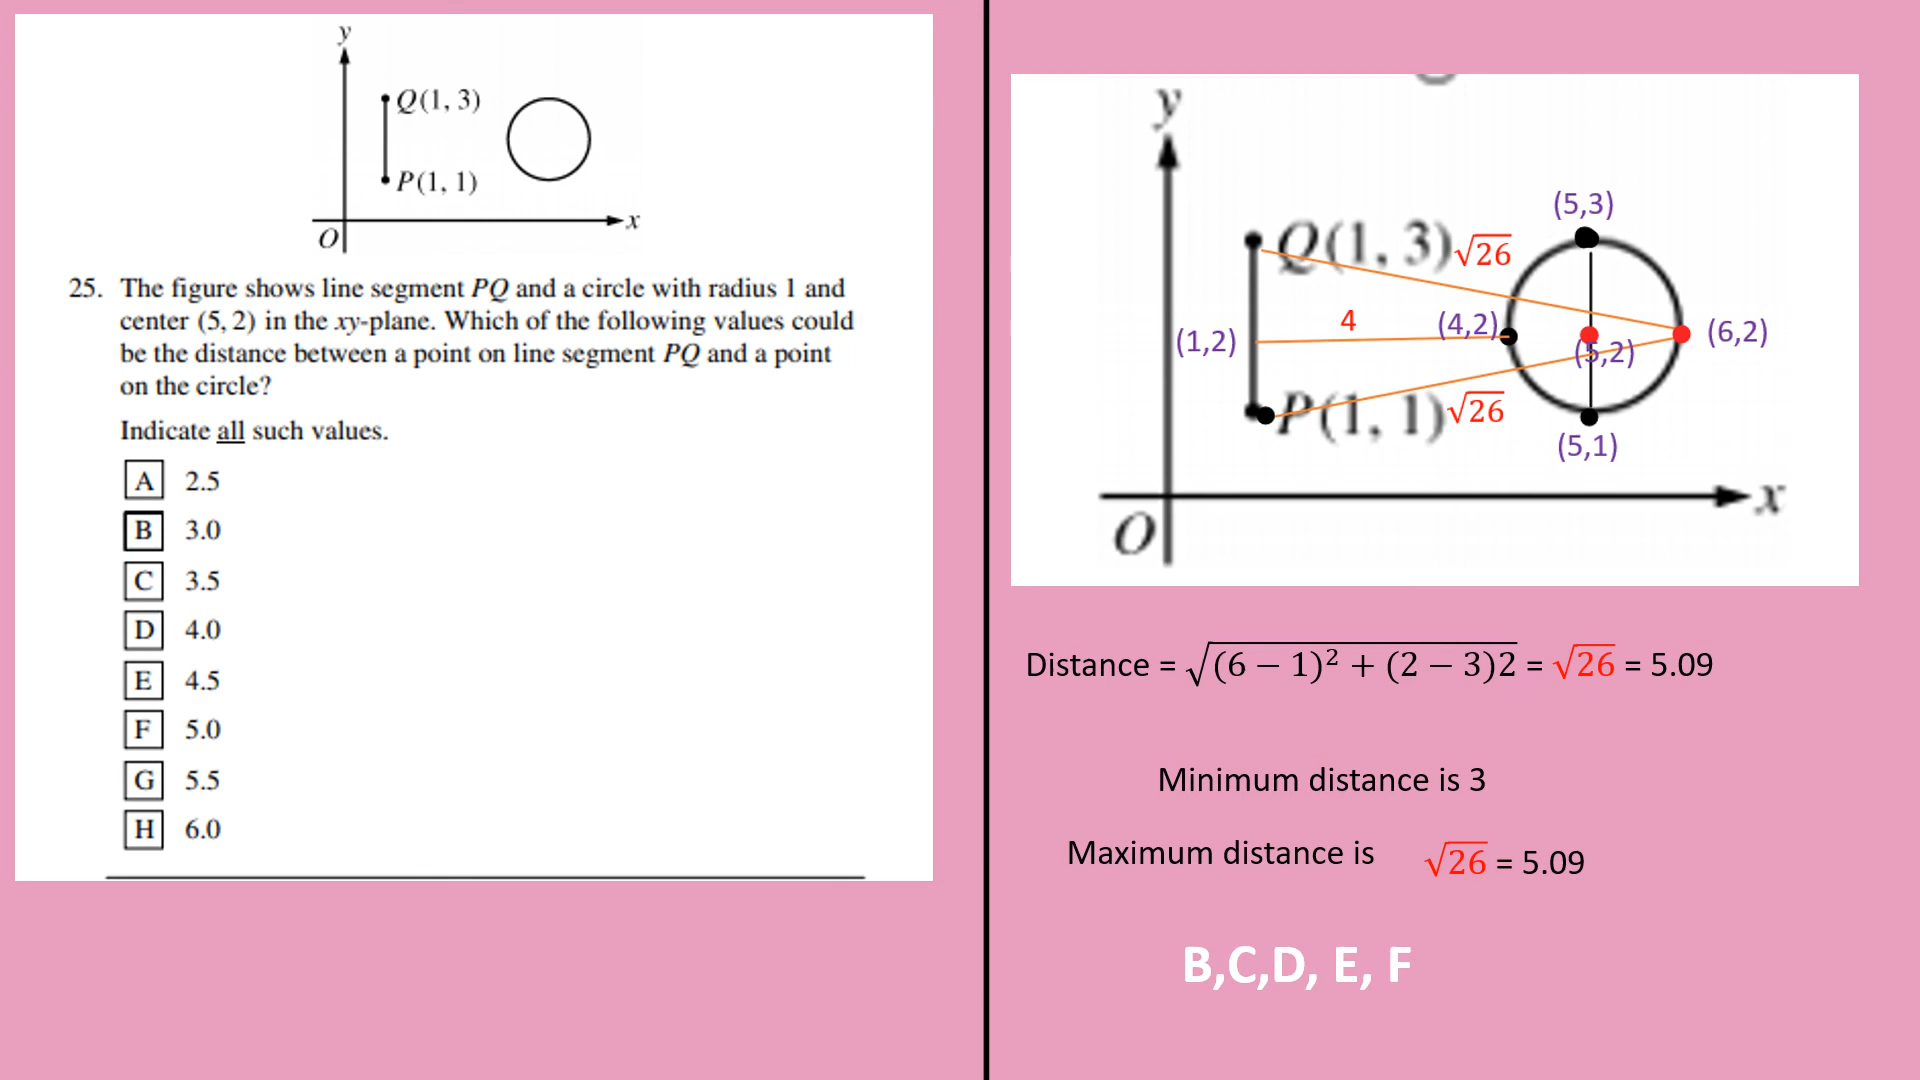 y
Q(1, 3)
P(1, 1)
x
O
25. The figure shows line segment PQ and a circle with radius 1 and
center (5, 2) in the xy-plane. Which of the following values could
be the distance between a point on line segment PQ and a point
on the circle?
Indicate all such values.
A 2.5
B 3.0
C 3.5
D 4.0
E 4.5
F 5.0
G 5.5
H 6.0
y
(5,3)
Q(1, 3) √26
(1,2) 4 (4,2) (5,2) (6,2)
P(1, 1) √26
(5,1)
x
O
Distance = √(6 − 1)² + (2 − 3)2 = √26 = 5.09
Minimum distance is 3
Maximum distance is √26 = 5.09
B,C,D, E, F